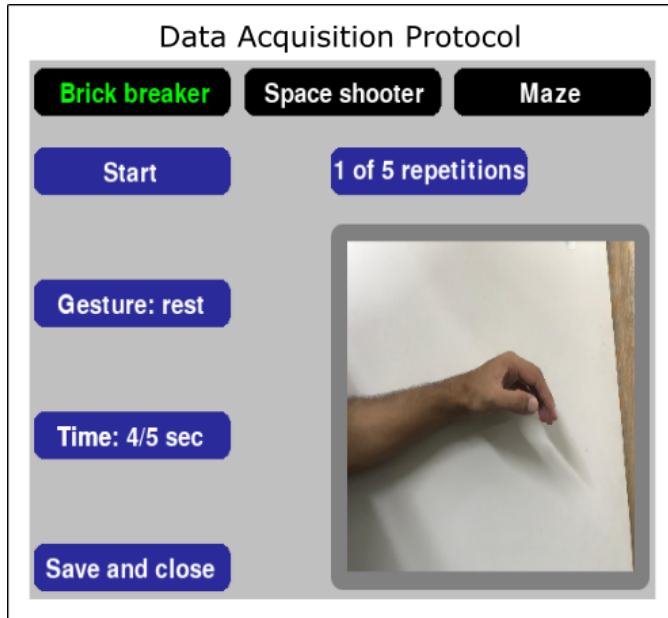 Data Acquisition Protocol
Brick breaker
Space shooter
Maze
Start
1 of 5 repetitions
Gesture: rest
Time: 4/5 sec
Save and close